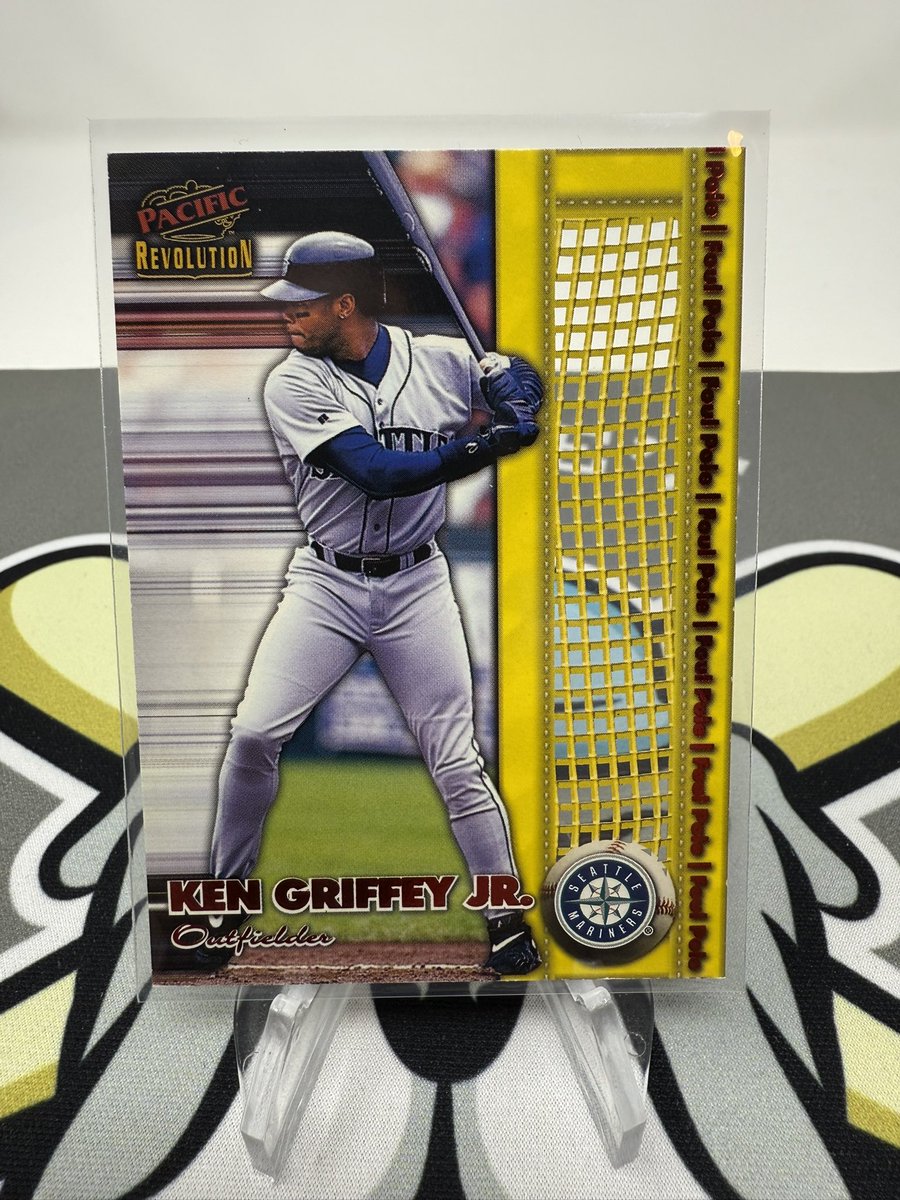 PACIFIC
REVOLUTION
KEN GRIFFEY JR.
Outfielder
SEATTLE
MARINERS
l Pole | Foul Pole | Foul Pole | Foul Pole | Foul Pole | Foul Pole | Foul Pole